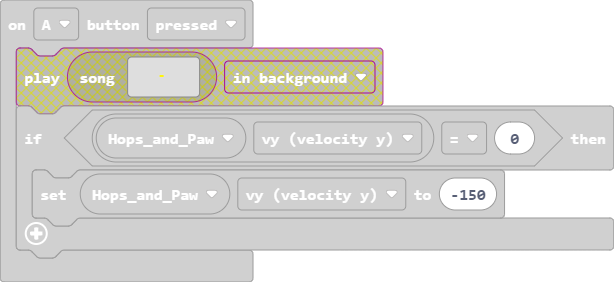 on A button pressed
play song in background
if Hops_and_Paw vy (velocity y) = 0 then
set Hops_and_Paw vy (velocity y) to -150